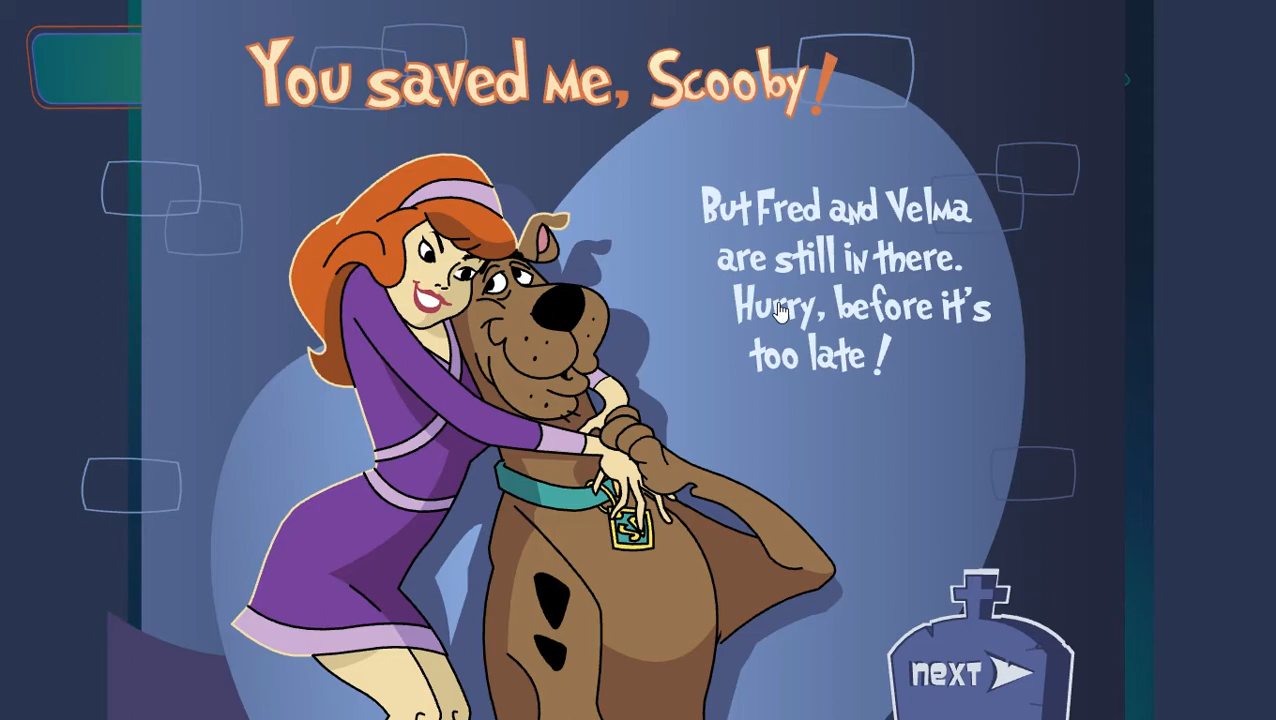 You saved me, Scooby!
But Fred and Velma
are still in there.
Hurry, before it's
too late!
next